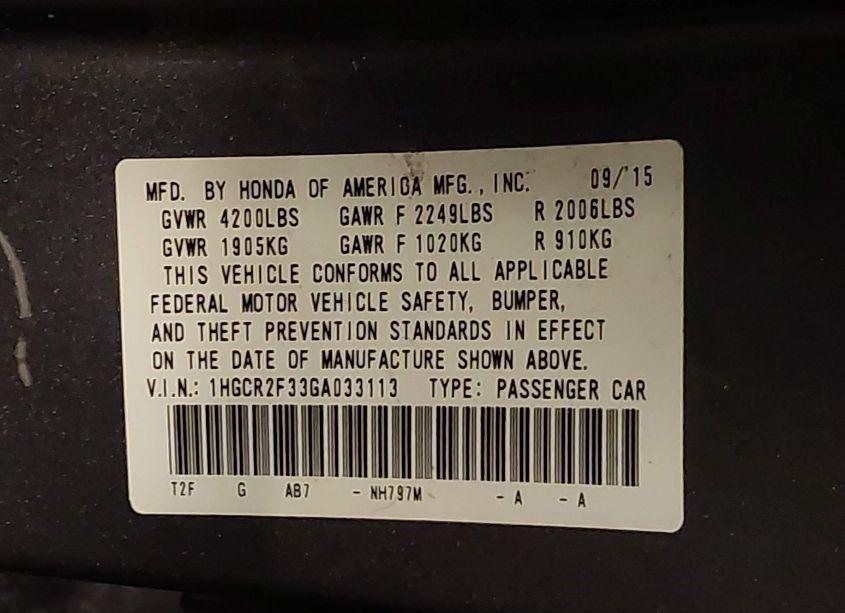 MFD. BY HONDA OF AMERICA MFG., INC. 09/'15
GVWR 4200LBS GAWR F 2249LBS R 2006LBS
GVWR 1905KG GAWR F 1020KG R 910KG
THIS VEHICLE CONFORMS TO ALL APPLICABLE
FEDERAL MOTOR VEHICLE SAFETY, BUMPER,
AND THEFT PREVENTION STANDARDS IN EFFECT
ON THE DATE OF MANUFACTURE SHOWN ABOVE.
V.I.N.: 1HGCR2F33GA033113 TYPE: PASSENGER CAR
T2F G AB7 - NH797M - A - A